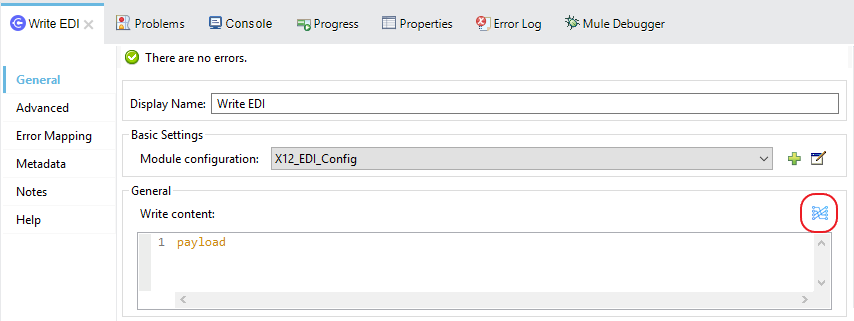 Write EDI Problems Console Progress Properties Error Log Mule Debugger
There are no errors.
General
Advanced
Error Mapping
Metadata
Notes
Help
Display Name: Write EDI
Basic Settings
Module configuration: X12_EDI_Config
General
Write content:
1 payload